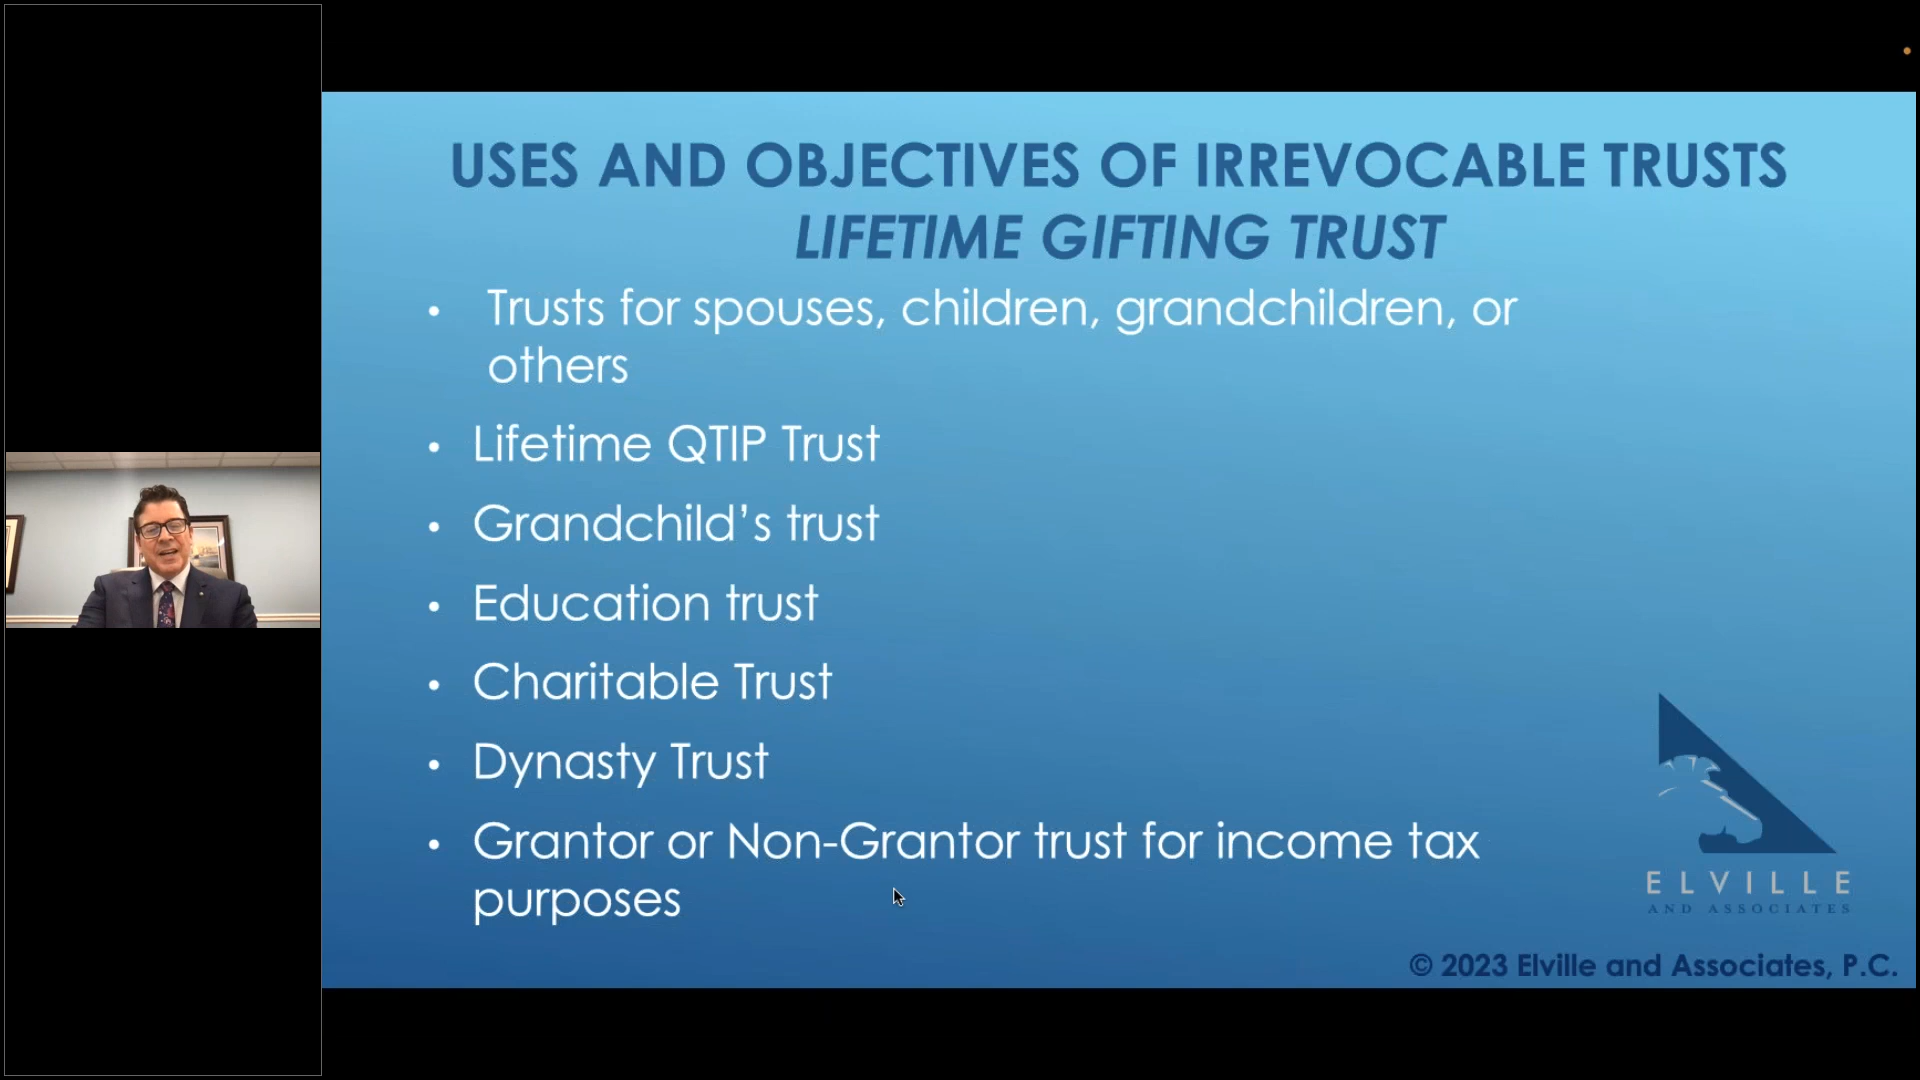 USES AND OBJECTIVES OF IRREVOCABLE TRUSTS
LIFETIME GIFTING TRUST
• Trusts for spouses, children, grandchildren, or
others
• Lifetime QTIP Trust
• Grandchild’s trust
• Education trust
• Charitable Trust
• Dynasty Trust
• Grantor or Non-Grantor trust for income tax
purposes
ELVILLE
AND ASSOCIATES
© 2023 Elville and Associates, P.C.